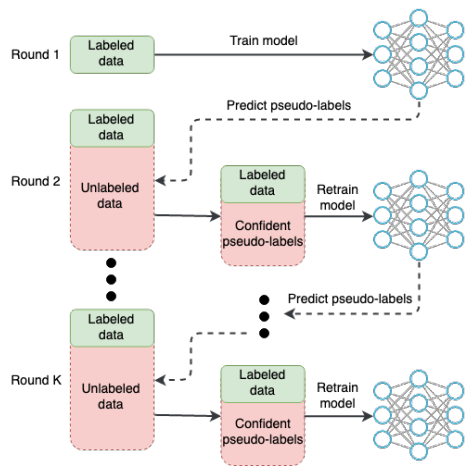 Round 1
Labeled
data
Train model
Predict pseudo-labels
Labeled
data
Round 2
Unlabeled
data
Labeled
data
Confident
pseudo-labels
Retrain
model
Predict pseudo-labels
Labeled
data
Round K
Unlabeled
data
Labeled
data
Confident
pseudo-labels
Retrain
model